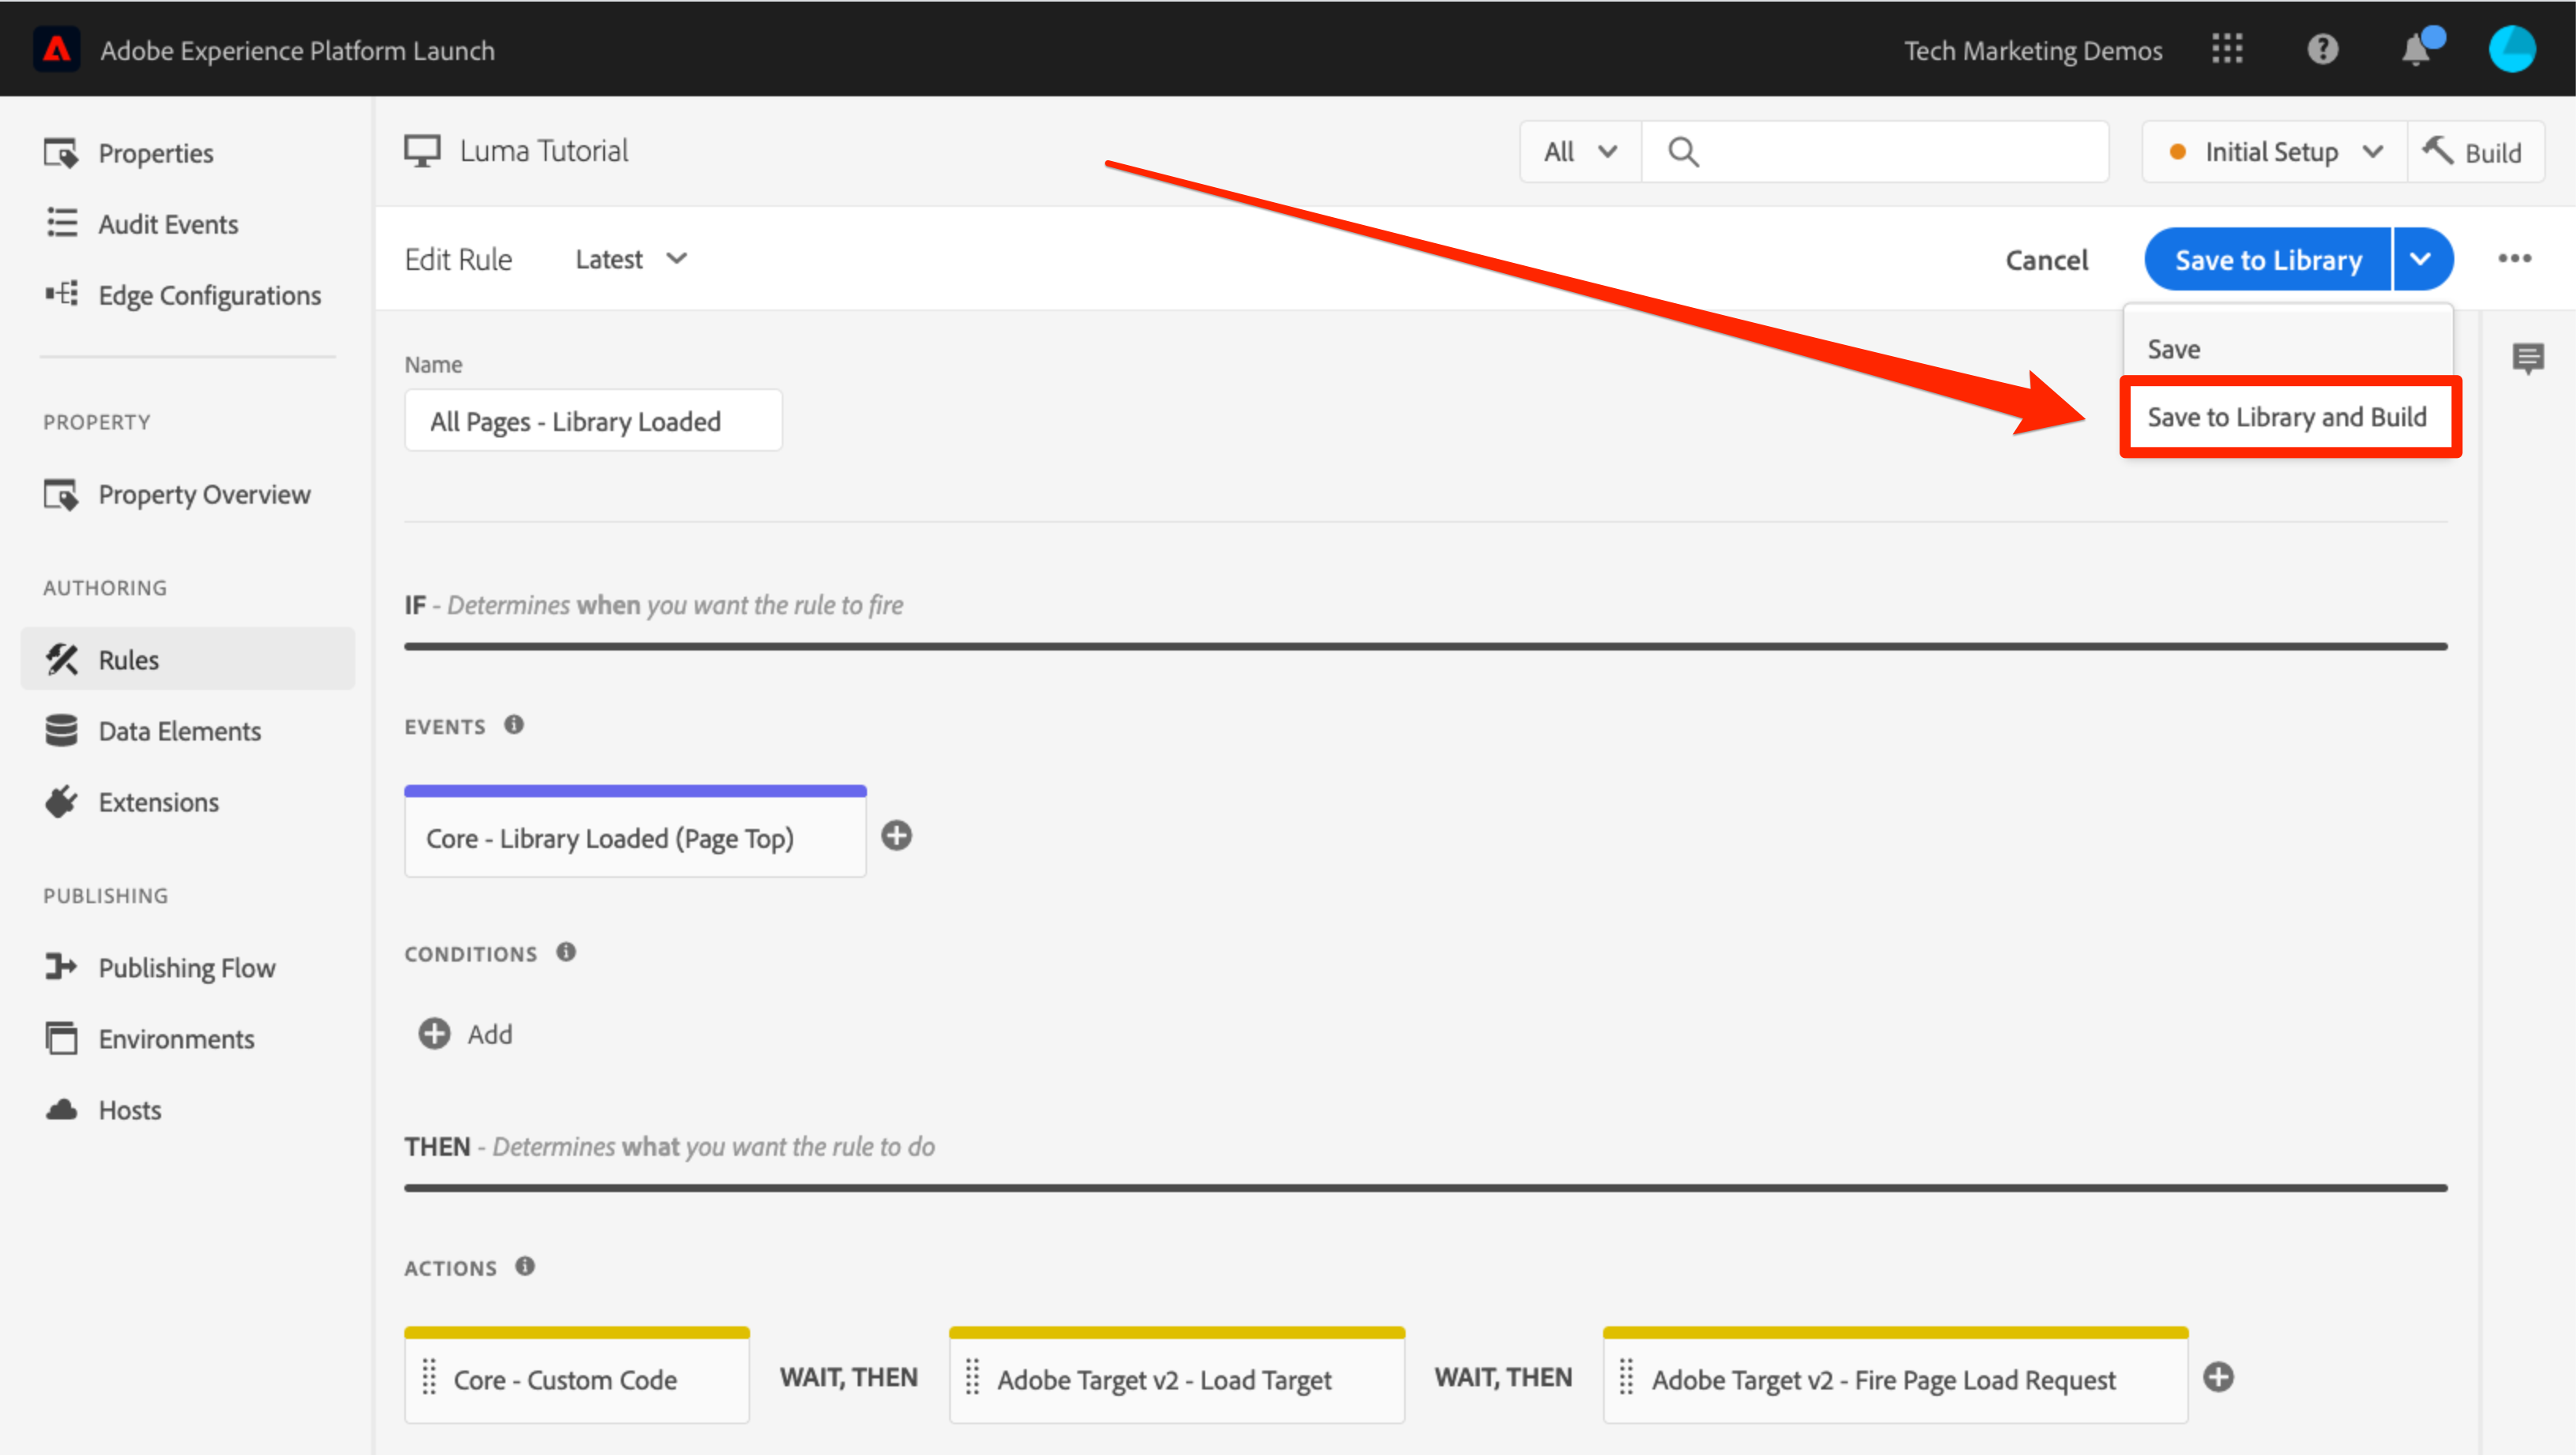 Adobe Experience Platform Launch
Tech Marketing Demos
Properties
Audit Events
Edge Configurations
PROPERTY
Property Overview
AUTHORING
Rules
Data Elements
Extensions
PUBLISHING
Publishing Flow
Environments
Hosts
Luma Tutorial
All
Initial Setup
Build
Edit Rule
Latest
Cancel
Save to Library
Save
Save to Library and Build
Name
All Pages - Library Loaded
IF - Determines when you want the rule to fire
EVENTS
Core - Library Loaded (Page Top)
CONDITIONS
Add
THEN - Determines what you want the rule to do
ACTIONS
Core - Custom Code
WAIT, THEN
Adobe Target v2 - Load Target
WAIT, THEN
Adobe Target v2 - Fire Page Load Request